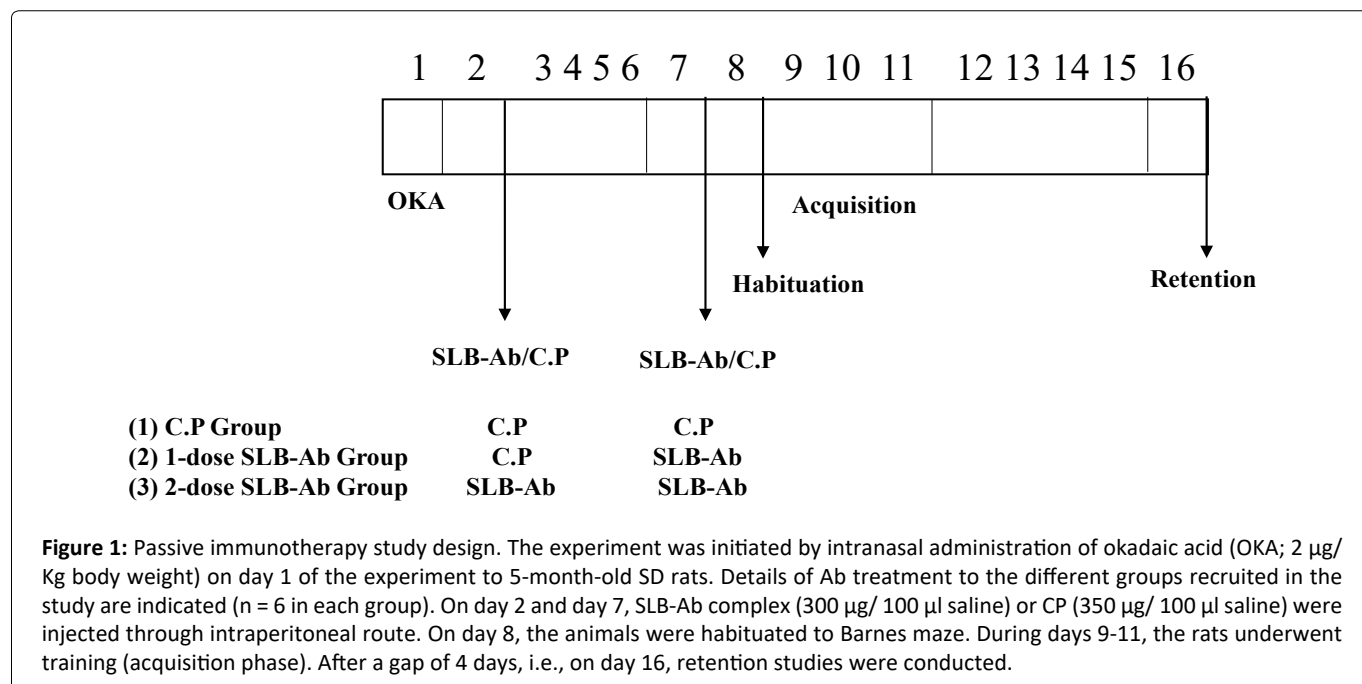 1 2 3 4 5 6 7 8 9 10 11 12 13 14 15 16
OKA
Acquisition
Habituation
Retention
SLB-Ab/C.P SLB-Ab/C.P
(1) C.P Group C.P C.P
(2) 1-dose SLB-Ab Group C.P SLB-Ab
(3) 2-dose SLB-Ab Group SLB-Ab SLB-Ab
Figure 1: Passive immunotherapy study design. The experiment was initiated by intranasal administration of okadaic acid (OKA; 2 µg/
Kg body weight) on day 1 of the experiment to 5-month-old SD rats. Details of Ab treatment to the different groups recruited in the
study are indicated (n = 6 in each group). On day 2 and day 7, SLB-Ab complex (300 µg/ 100 µl saline) or CP (350 µg/ 100 µl saline) were
injected through intraperitoneal route. On day 8, the animals were habituated to Barnes maze. During days 9-11, the rats underwent
training (acquisition phase). After a gap of 4 days, i.e., on day 16, retention studies were conducted.